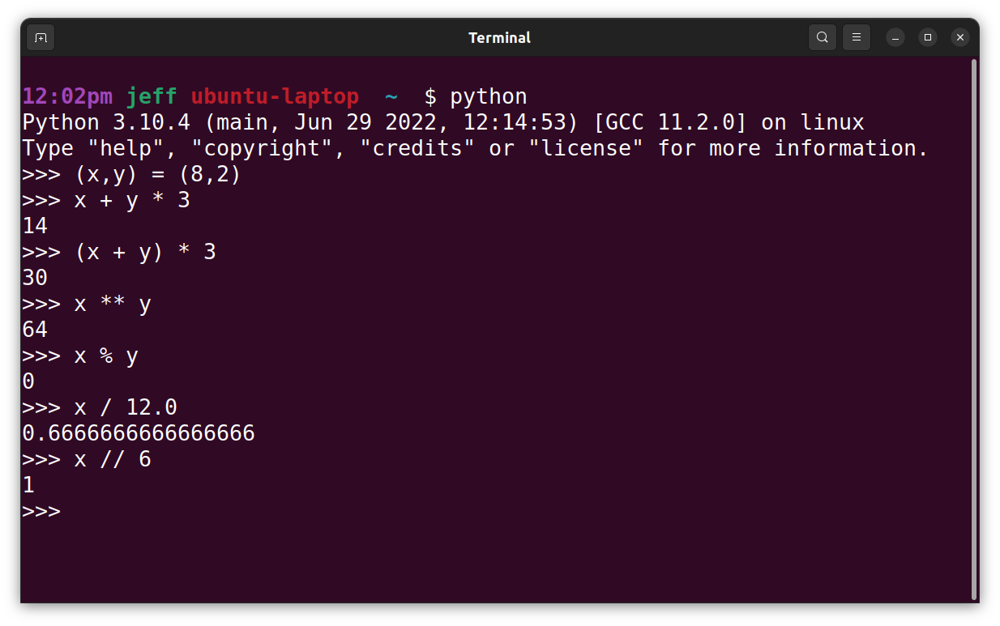 Terminal
12:02pm jeff ubuntu-laptop ~ $ python
Python 3.10.4 (main, Jun 29 2022, 12:14:53) [GCC 11.2.0] on linux
Type "help", "copyright", "credits" or "license" for more information.
>>> (x,y) = (8,2)
>>> x + y * 3
14
>>> (x + y) * 3
30
>>> x ** y
64
>>> x % y
0
>>> x / 12.0
0.6666666666666666
>>> x // 6
1
>>>